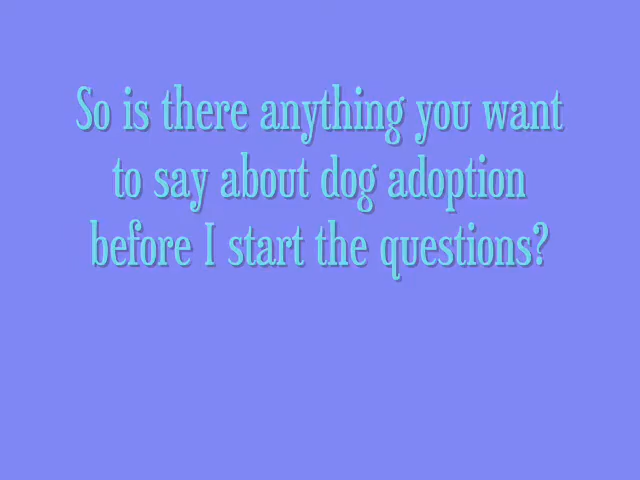 So is there anything you want
to say about dog adoption
before I start the questions?